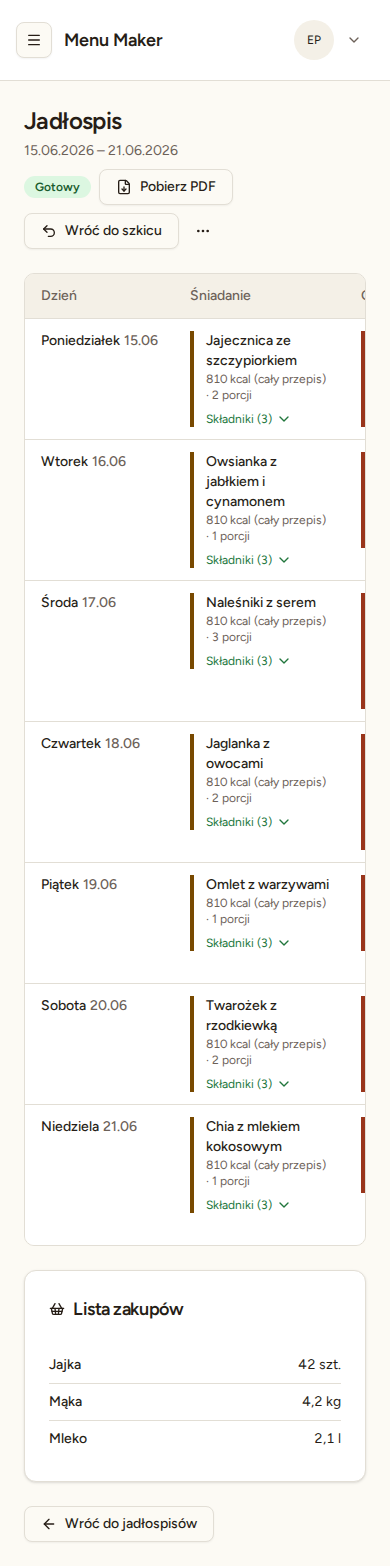 Menu Maker
EP
Jadłospis
15.06.2026 – 21.06.2026
Gotowy
Pobierz PDF
Wróć do szkicu
Dzień
Śniadanie
Poniedziałek 15.06
Jajecznica ze
szczypiorkiem
810 kcal (cały przepis)
· 2 porcji
Składniki (3)
Wtorek 16.06
Owsianka z
jabłkiem i
cynamonem
810 kcal (cały przepis)
· 1 porcji
Składniki (3)
Środa 17.06
Naleśniki z serem
810 kcal (cały przepis)
· 3 porcji
Składniki (3)
Czwartek 18.06
Jaglanka z
owocami
810 kcal (cały przepis)
· 2 porcji
Składniki (3)
Piątek 19.06
Omlet z warzywami
810 kcal (cały przepis)
· 1 porcji
Składniki (3)
Sobota 20.06
Twarożek z
rzodkiewką
810 kcal (cały przepis)
· 2 porcji
Składniki (3)
Niedziela 21.06
Chia z mlekiem
kokosowym
810 kcal (cały przepis)
· 1 porcji
Składniki (3)
Lista zakupów
Jajka 42 szt.
Mąka 4,2 kg
Mleko 2,1 l
Wróć do jadłospisów